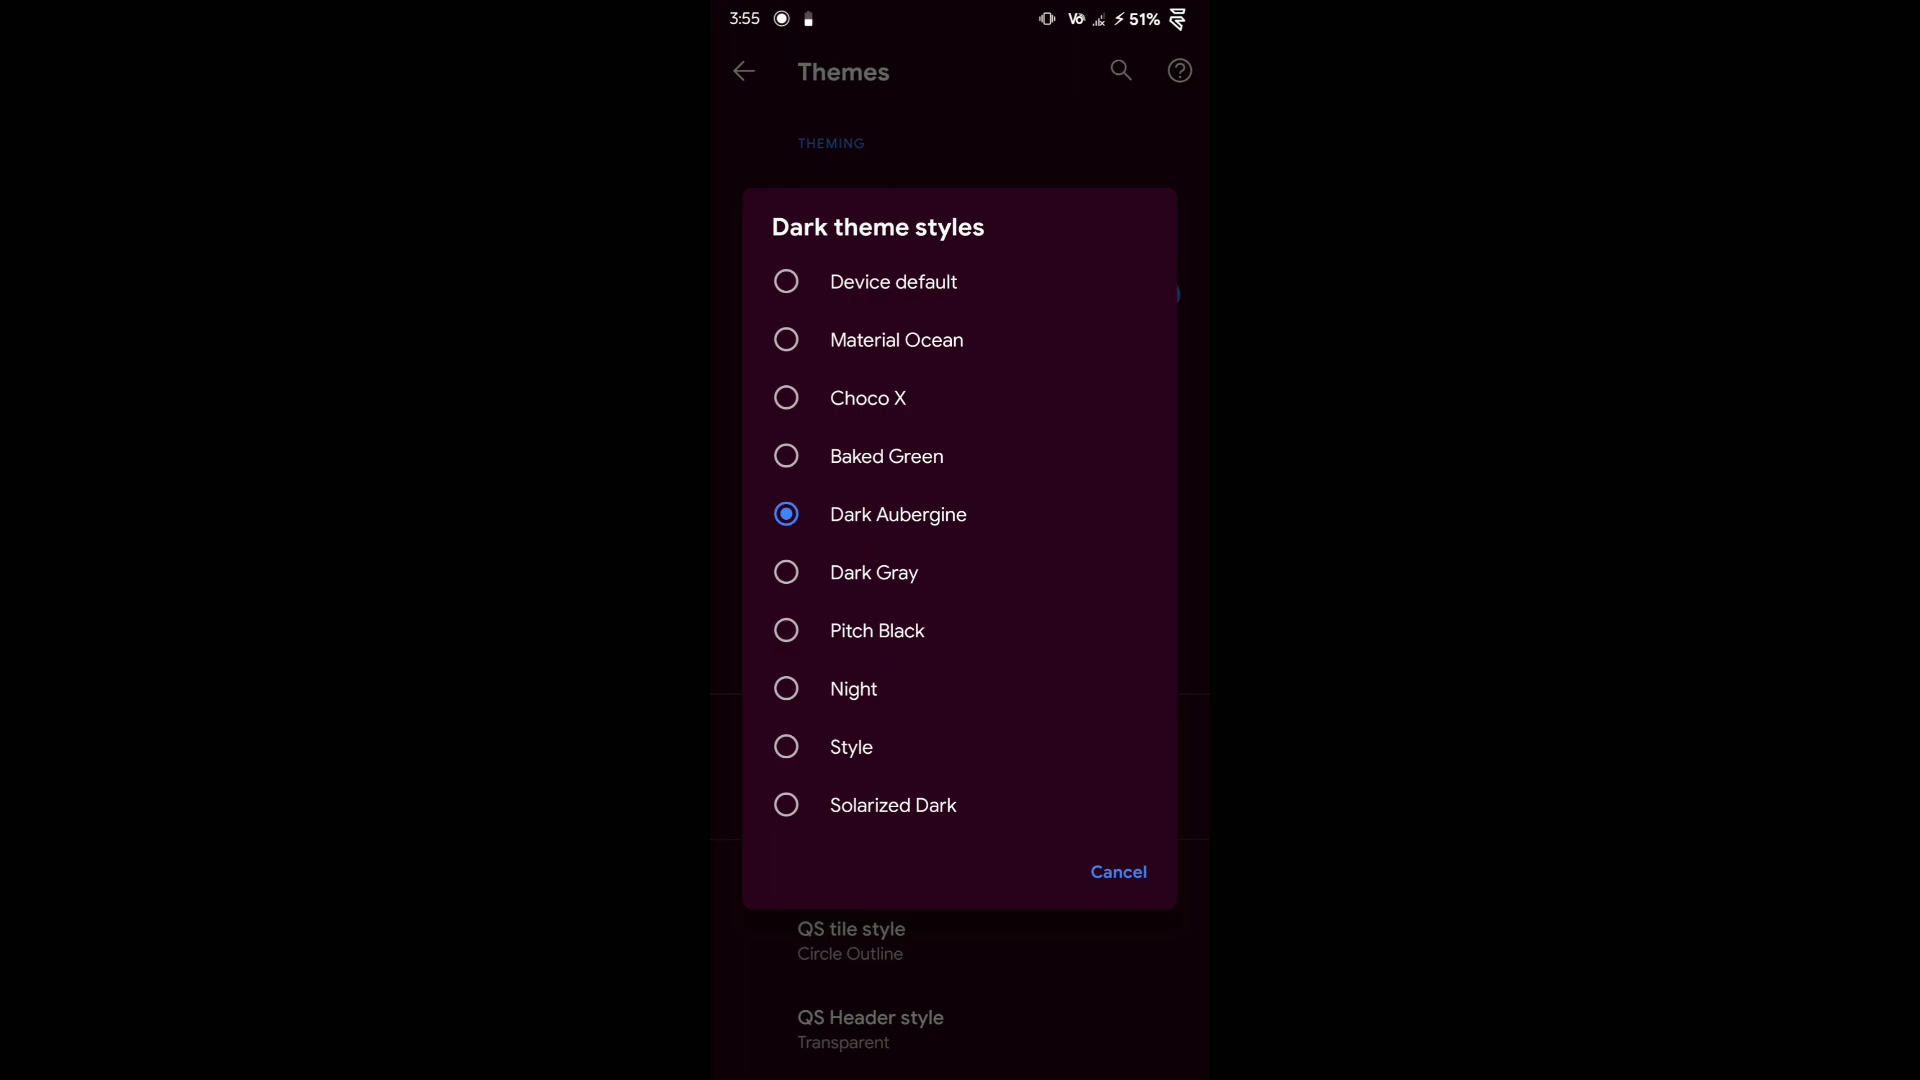 3:55 Vo 51%
Themes
THEMING
Dark theme styles
Device default
Material Ocean
Choco X
Baked Green
Dark Aubergine
Dark Gray
Pitch Black
Night
Style
Solarized Dark
Cancel
QS tile style
Circle Outline
QS Header style
Transparent